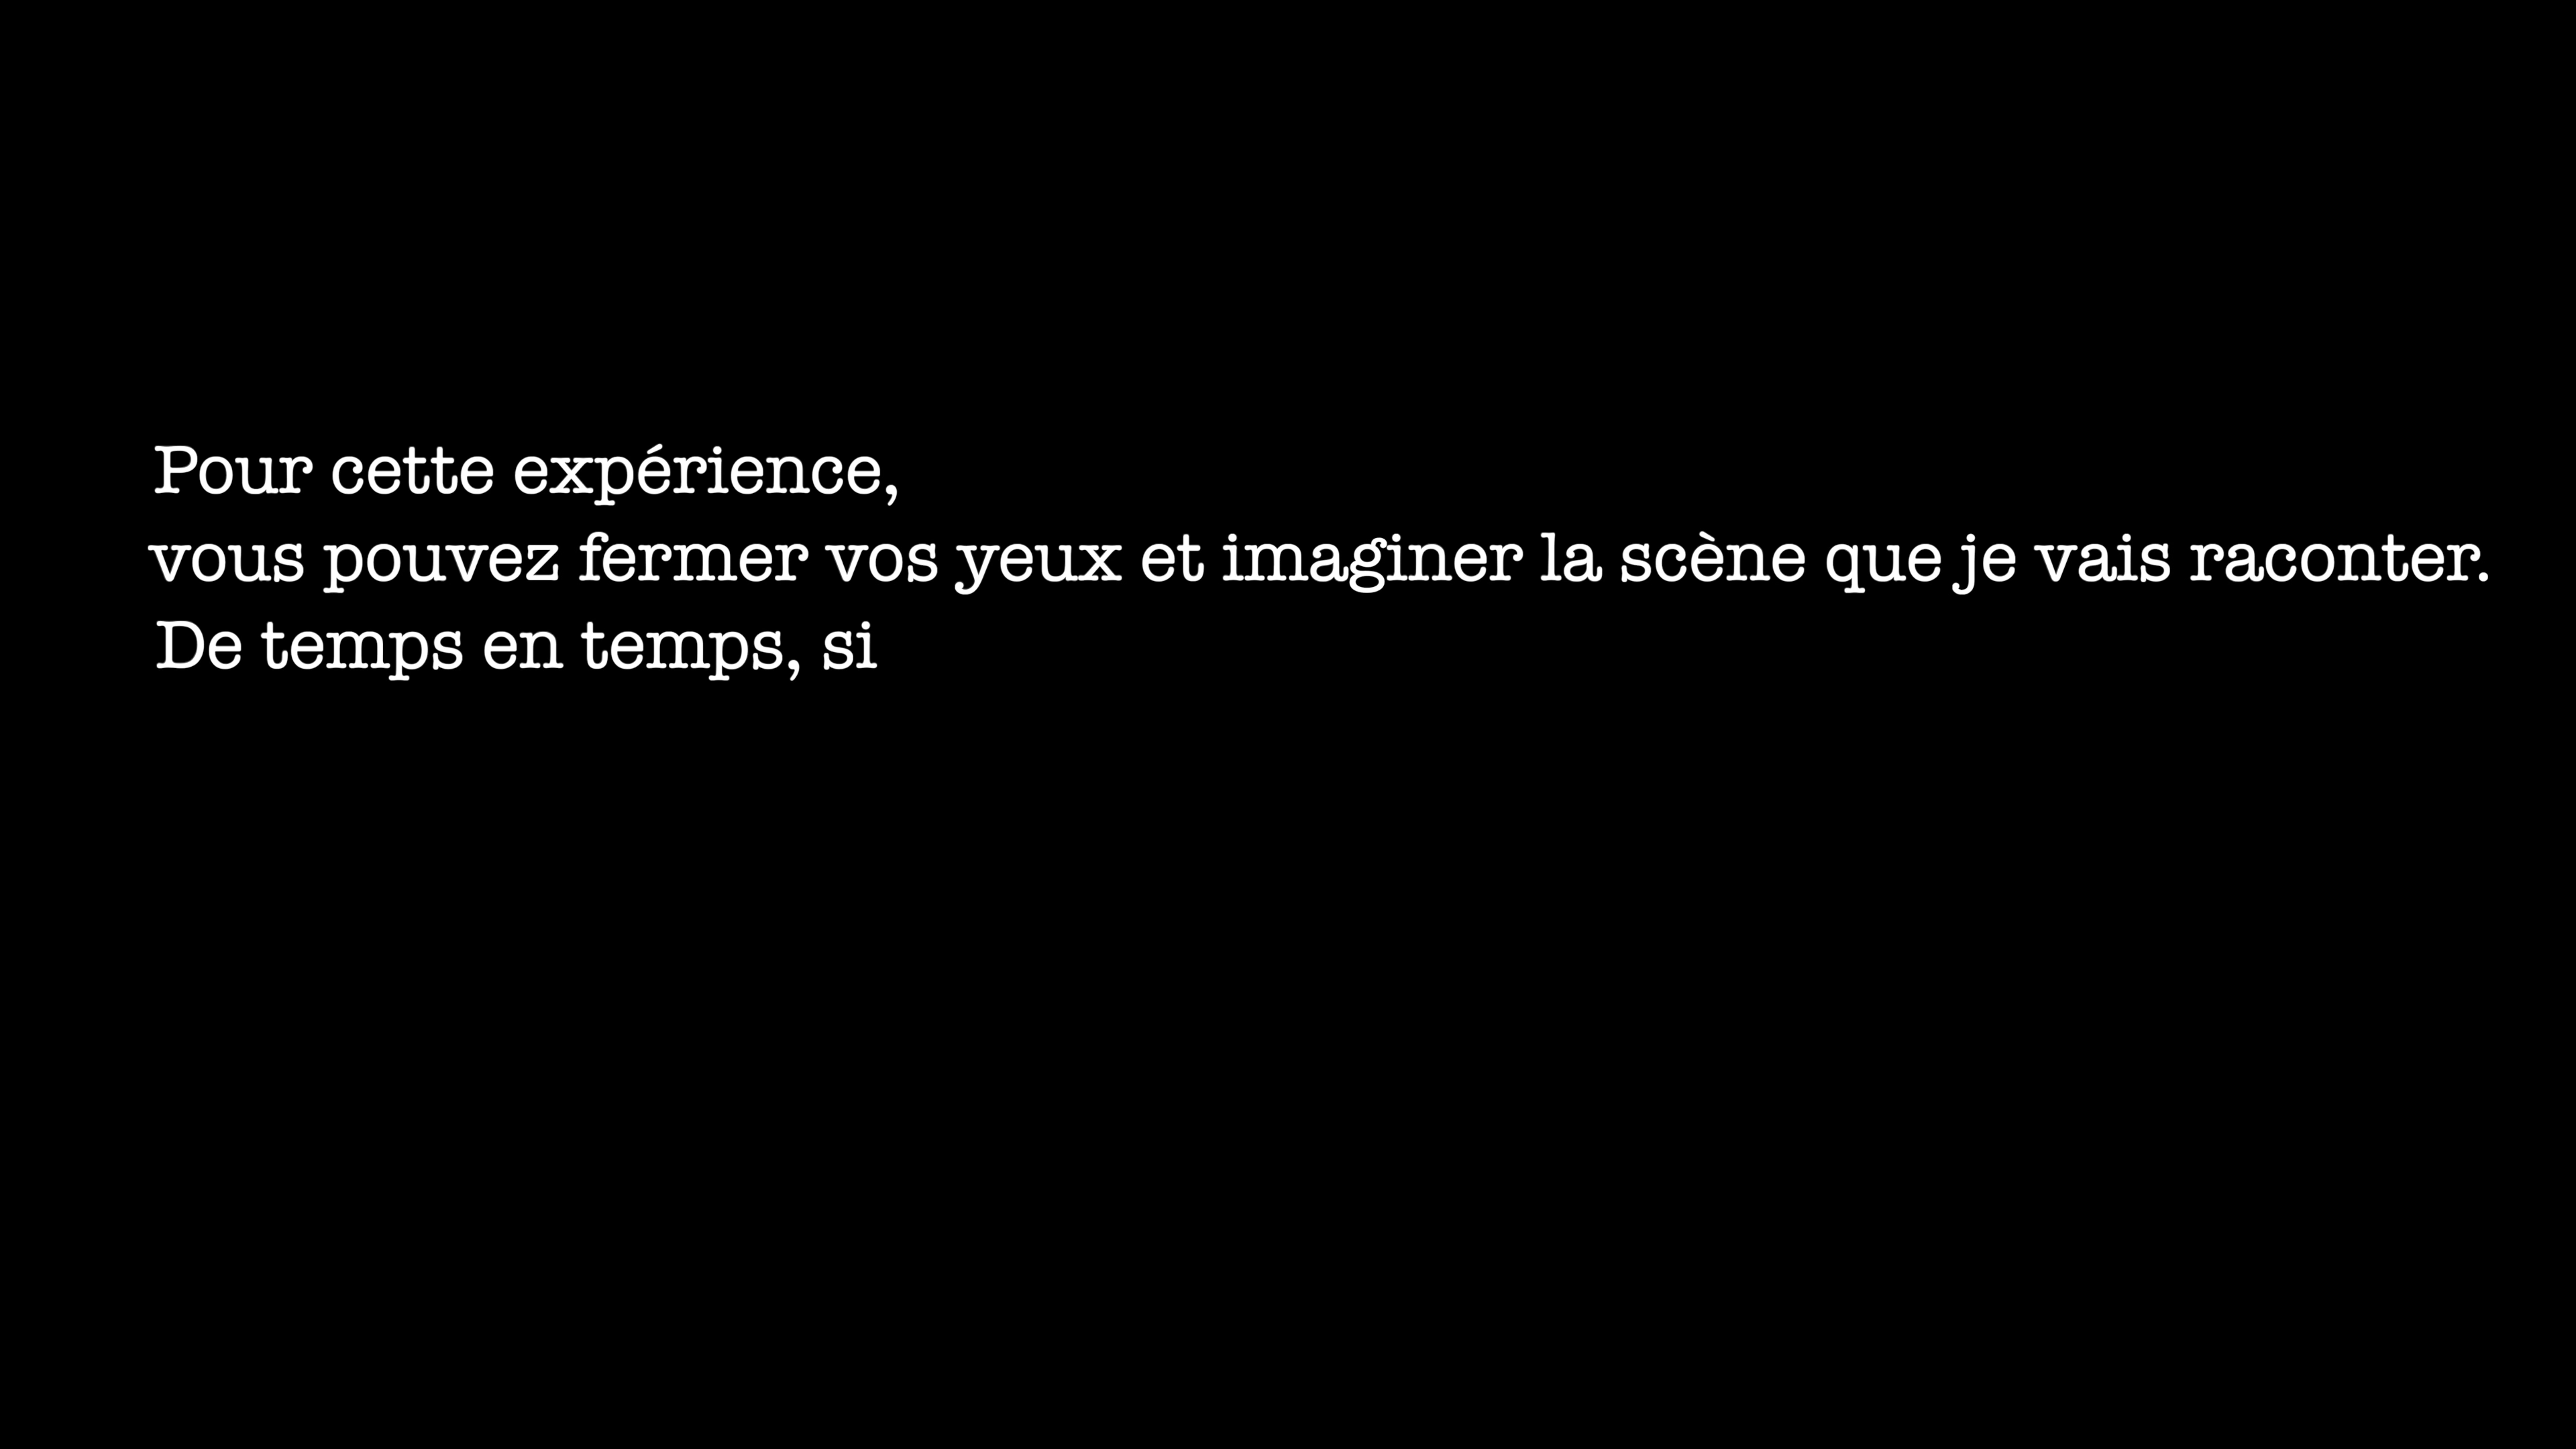 Pour cette expérience,
vous pouvez fermer vos yeux et imaginer la scène que je vais raconter.
De temps en temps, si